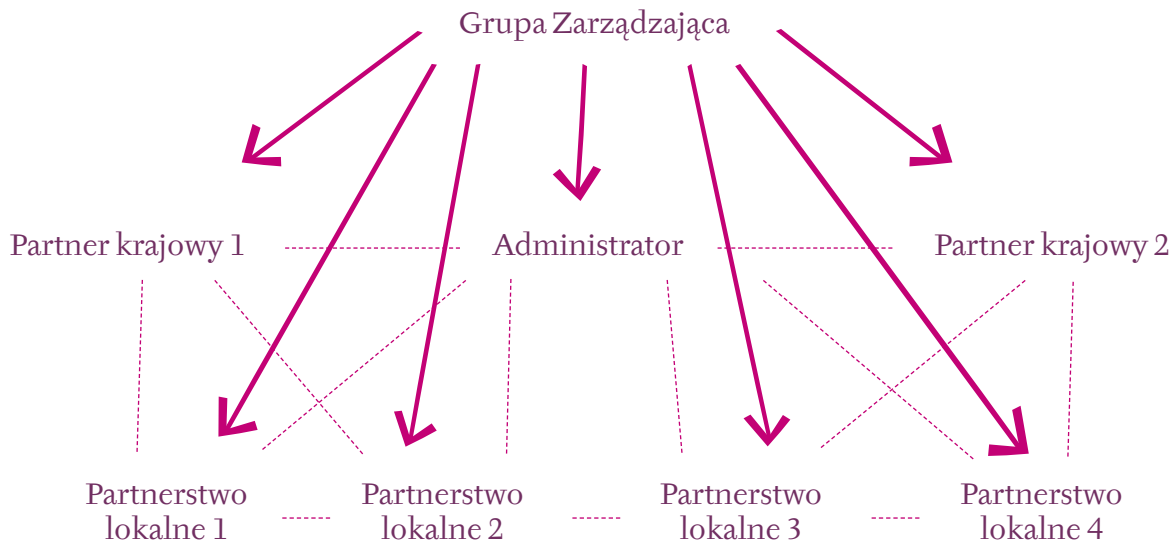 Grupa Zarządzająca
Partner krajowy 1
Administrator
Partner krajowy 2
Partnerstwo
lokalne 1
Partnerstwo
lokalne 2
Partnerstwo
lokalne 3
Partnerstwo
lokalne 4